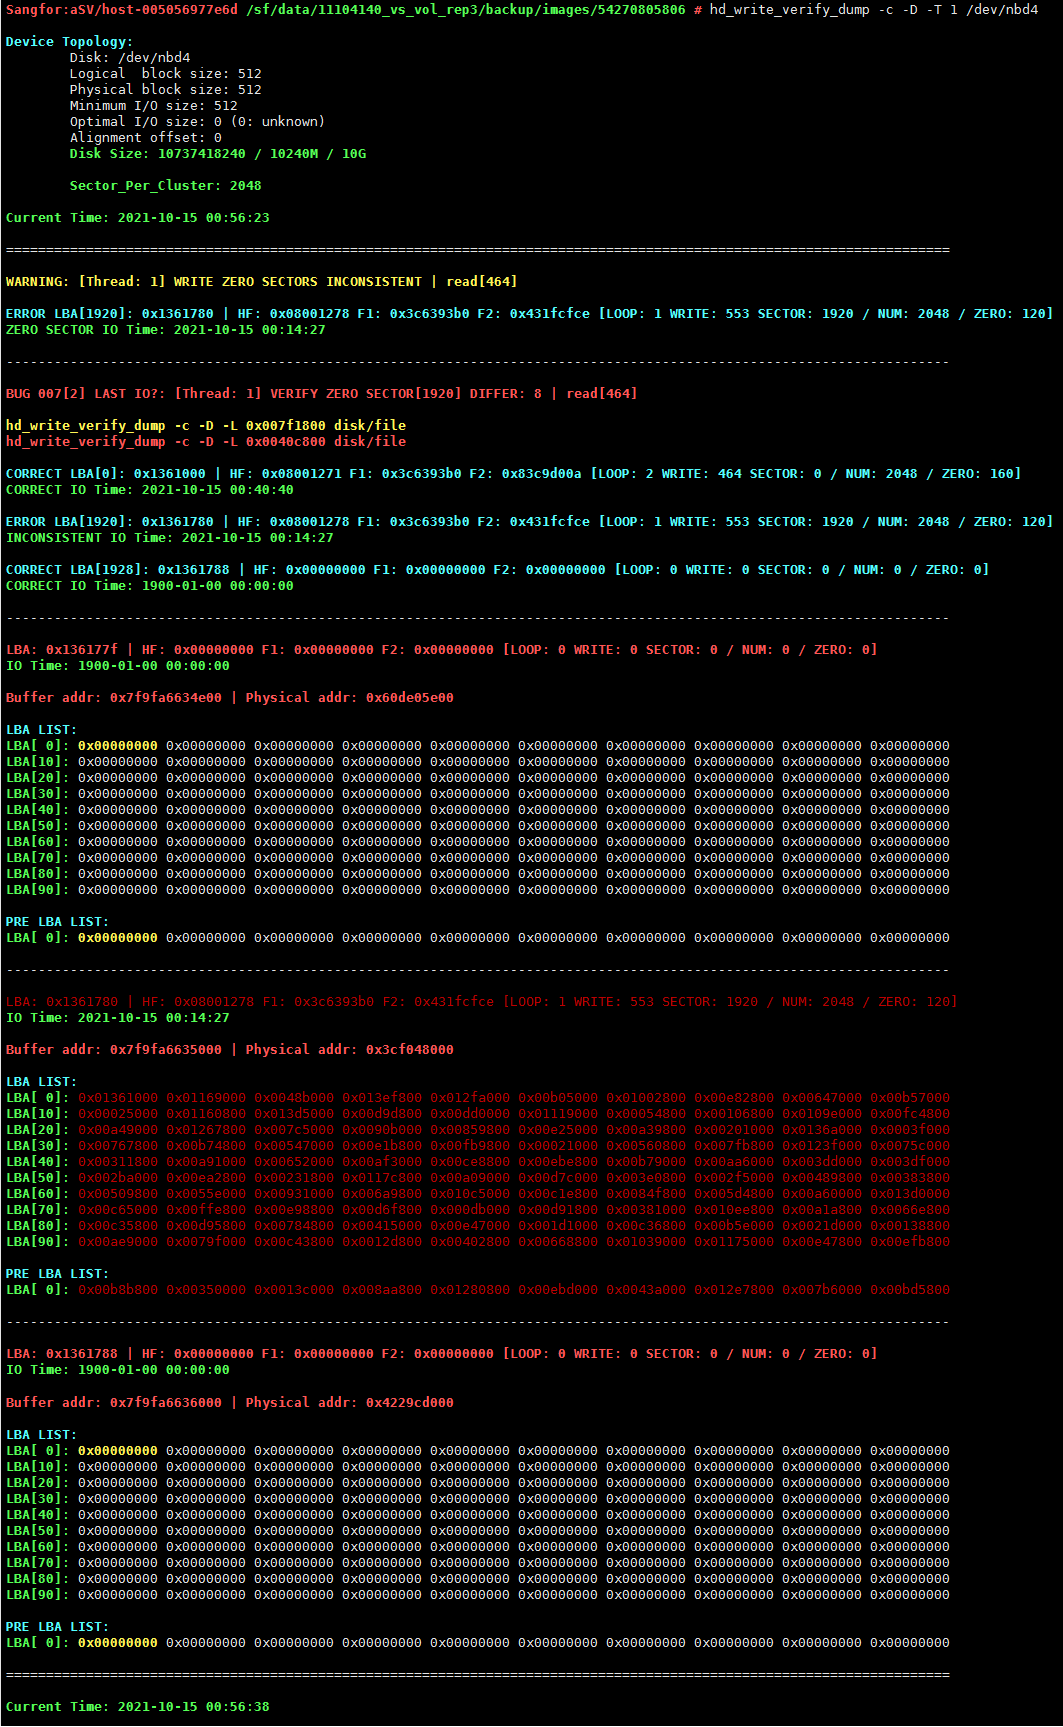 Sangfor:aSV/host-005056977e6d /sf/data/11104140_vs_vol_rep3/backup/images/54270805806 # hd_write_verify_dump -c -D -T 1 /dev/nbd4
Device Topology:
Disk: /dev/nbd4
Logical  block size: 512
Physical block size: 512
Minimum I/O size: 512
Optimal I/O size: 0 (0: unknown)
Alignment offset: 0
Disk Size: 10737418240 / 10240M / 10G
Sector_Per_Cluster: 2048
Current Time: 2021-10-15 00:56:23
======================================================================================================================
WARNING: [Thread: 1] WRITE ZERO SECTORS INCONSISTENT | read[464]
ERROR LBA[1920]: 0x1361780 | HF: 0x08001278 F1: 0x3c6393b0 F2: 0x431fcfce [LOOP: 1 WRITE: 553 SECTOR: 1920 / NUM: 2048 / ZERO: 120]
ZERO SECTOR IO Time: 2021-10-15 00:14:27
----------------------------------------------------------------------------------------------------------------------
BUG 007[2] LAST IO?: [Thread: 1] VERIFY ZERO SECTOR[1920] DIFFER: 8 | read[464]
hd_write_verify_dump -c -D -L 0x007f1800 disk/file
hd_write_verify_dump -c -D -L 0x0040c800 disk/file
CORRECT LBA[0]: 0x1361000 | HF: 0x08001271 F1: 0x3c6393b0 F2: 0x83c9d00a [LOOP: 2 WRITE: 464 SECTOR: 0 / NUM: 2048 / ZERO: 160]
CORRECT IO Time: 2021-10-15 00:40:40
ERROR LBA[1920]: 0x1361780 | HF: 0x08001278 F1: 0x3c6393b0 F2: 0x431fcfce [LOOP: 1 WRITE: 553 SECTOR: 1920 / NUM: 2048 / ZERO: 120]
INCONSISTENT IO Time: 2021-10-15 00:14:27
CORRECT LBA[1928]: 0x1361788 | HF: 0x00000000 F1: 0x00000000 F2: 0x00000000 [LOOP: 0 WRITE: 0 SECTOR: 0 / NUM: 0 / ZERO: 0]
CORRECT IO Time: 1900-01-00 00:00:00
----------------------------------------------------------------------------------------------------------------------
LBA: 0x136177f | HF: 0x00000000 F1: 0x00000000 F2: 0x00000000 [LOOP: 0 WRITE: 0 SECTOR: 0 / NUM: 0 / ZERO: 0]
IO Time: 1900-01-00 00:00:00
Buffer addr: 0x7f9fa6634e00 | Physical addr: 0x60de05e00
LBA LIST:
LBA[ 0]: 0x00000000 0x00000000 0x00000000 0x00000000 0x00000000 0x00000000 0x00000000 0x00000000 0x00000000 0x00000000
LBA[10]: 0x00000000 0x00000000 0x00000000 0x00000000 0x00000000 0x00000000 0x00000000 0x00000000 0x00000000 0x00000000
LBA[20]: 0x00000000 0x00000000 0x00000000 0x00000000 0x00000000 0x00000000 0x00000000 0x00000000 0x00000000 0x00000000
LBA[30]: 0x00000000 0x00000000 0x00000000 0x00000000 0x00000000 0x00000000 0x00000000 0x00000000 0x00000000 0x00000000
LBA[40]: 0x00000000 0x00000000 0x00000000 0x00000000 0x00000000 0x00000000 0x00000000 0x00000000 0x00000000 0x00000000
LBA[50]: 0x00000000 0x00000000 0x00000000 0x00000000 0x00000000 0x00000000 0x00000000 0x00000000 0x00000000 0x00000000
LBA[60]: 0x00000000 0x00000000 0x00000000 0x00000000 0x00000000 0x00000000 0x00000000 0x00000000 0x00000000 0x00000000
LBA[70]: 0x00000000 0x00000000 0x00000000 0x00000000 0x00000000 0x00000000 0x00000000 0x00000000 0x00000000 0x00000000
LBA[80]: 0x00000000 0x00000000 0x00000000 0x00000000 0x00000000 0x00000000 0x00000000 0x00000000 0x00000000 0x00000000
LBA[90]: 0x00000000 0x00000000 0x00000000 0x00000000 0x00000000 0x00000000 0x00000000 0x00000000 0x00000000 0x00000000
PRE LBA LIST:
LBA[ 0]: 0x00000000 0x00000000 0x00000000 0x00000000 0x00000000 0x00000000 0x00000000 0x00000000 0x00000000 0x00000000
----------------------------------------------------------------------------------------------------------------------
LBA: 0x1361780 | HF: 0x08001278 F1: 0x3c6393b0 F2: 0x431fcfce [LOOP: 1 WRITE: 553 SECTOR: 1920 / NUM: 2048 / ZERO: 120]
IO Time: 2021-10-15 00:14:27
Buffer addr: 0x7f9fa6635000 | Physical addr: 0x3cf048000
LBA LIST:
LBA[ 0]: 0x01361000 0x01169000 0x0048b000 0x013ef800 0x012fa000 0x00b05000 0x01002800 0x00e82800 0x00647000 0x00b57000
LBA[10]: 0x00025000 0x01160800 0x013d5000 0x00d9d800 0x00dd0000 0x01119000 0x00054800 0x00106800 0x0109e000 0x00fc4800
LBA[20]: 0x00a49000 0x01267800 0x007c5000 0x0090b000 0x00859800 0x00e25000 0x00a39800 0x00201000 0x0136a000 0x0003f000
LBA[30]: 0x00767800 0x00b74800 0x00547000 0x00e1b800 0x00fb9800 0x00021000 0x00560800 0x007fb800 0x0123f000 0x0075c000
LBA[40]: 0x00311800 0x00a91000 0x00652000 0x00af3000 0x00ce8800 0x00ebe800 0x00b79000 0x00aa6000 0x003dd000 0x003df000
LBA[50]: 0x002ba000 0x00ea2800 0x00231800 0x0117c800 0x00a09000 0x00d7c000 0x003e0800 0x002f5000 0x00489800 0x00383800
LBA[60]: 0x00509800 0x0055e000 0x00931000 0x006a9800 0x010c5000 0x00c1e800 0x0084f800 0x005d4800 0x00a60000 0x013d0000
LBA[70]: 0x00c65000 0x00ffe800 0x00e98800 0x00d6f800 0x000db000 0x00d91800 0x00381000 0x010ee800 0x00a1a800 0x0066e800
LBA[80]: 0x00c35800 0x00d95800 0x00784800 0x00415000 0x00e47000 0x001d1000 0x00c36800 0x00b5e000 0x0021d000 0x00138800
LBA[90]: 0x00ae9000 0x0079f000 0x00c43800 0x0012d800 0x00402800 0x00668800 0x01039000 0x01175000 0x00e47800 0x00efb800
PRE LBA LIST:
LBA[ 0]: 0x00b8b800 0x00350000 0x0013c000 0x008aa800 0x01280800 0x00ebd000 0x0043a000 0x012e7800 0x007b6000 0x00bd5800
----------------------------------------------------------------------------------------------------------------------
LBA: 0x1361788 | HF: 0x00000000 F1: 0x00000000 F2: 0x00000000 [LOOP: 0 WRITE: 0 SECTOR: 0 / NUM: 0 / ZERO: 0]
IO Time: 1900-01-00 00:00:00
Buffer addr: 0x7f9fa6636000 | Physical addr: 0x4229cd000
LBA LIST:
LBA[ 0]: 0x00000000 0x00000000 0x00000000 0x00000000 0x00000000 0x00000000 0x00000000 0x00000000 0x00000000 0x00000000
LBA[10]: 0x00000000 0x00000000 0x00000000 0x00000000 0x00000000 0x00000000 0x00000000 0x00000000 0x00000000 0x00000000
LBA[20]: 0x00000000 0x00000000 0x00000000 0x00000000 0x00000000 0x00000000 0x00000000 0x00000000 0x00000000 0x00000000
LBA[30]: 0x00000000 0x00000000 0x00000000 0x00000000 0x00000000 0x00000000 0x00000000 0x00000000 0x00000000 0x00000000
LBA[40]: 0x00000000 0x00000000 0x00000000 0x00000000 0x00000000 0x00000000 0x00000000 0x00000000 0x00000000 0x00000000
LBA[50]: 0x00000000 0x00000000 0x00000000 0x00000000 0x00000000 0x00000000 0x00000000 0x00000000 0x00000000 0x00000000
LBA[60]: 0x00000000 0x00000000 0x00000000 0x00000000 0x00000000 0x00000000 0x00000000 0x00000000 0x00000000 0x00000000
LBA[70]: 0x00000000 0x00000000 0x00000000 0x00000000 0x00000000 0x00000000 0x00000000 0x00000000 0x00000000 0x00000000
LBA[80]: 0x00000000 0x00000000 0x00000000 0x00000000 0x00000000 0x00000000 0x00000000 0x00000000 0x00000000 0x00000000
LBA[90]: 0x00000000 0x00000000 0x00000000 0x00000000 0x00000000 0x00000000 0x00000000 0x00000000 0x00000000 0x00000000
PRE LBA LIST:
LBA[ 0]: 0x00000000 0x00000000 0x00000000 0x00000000 0x00000000 0x00000000 0x00000000 0x00000000 0x00000000 0x00000000
======================================================================================================================
Current Time: 2021-10-15 00:56:38